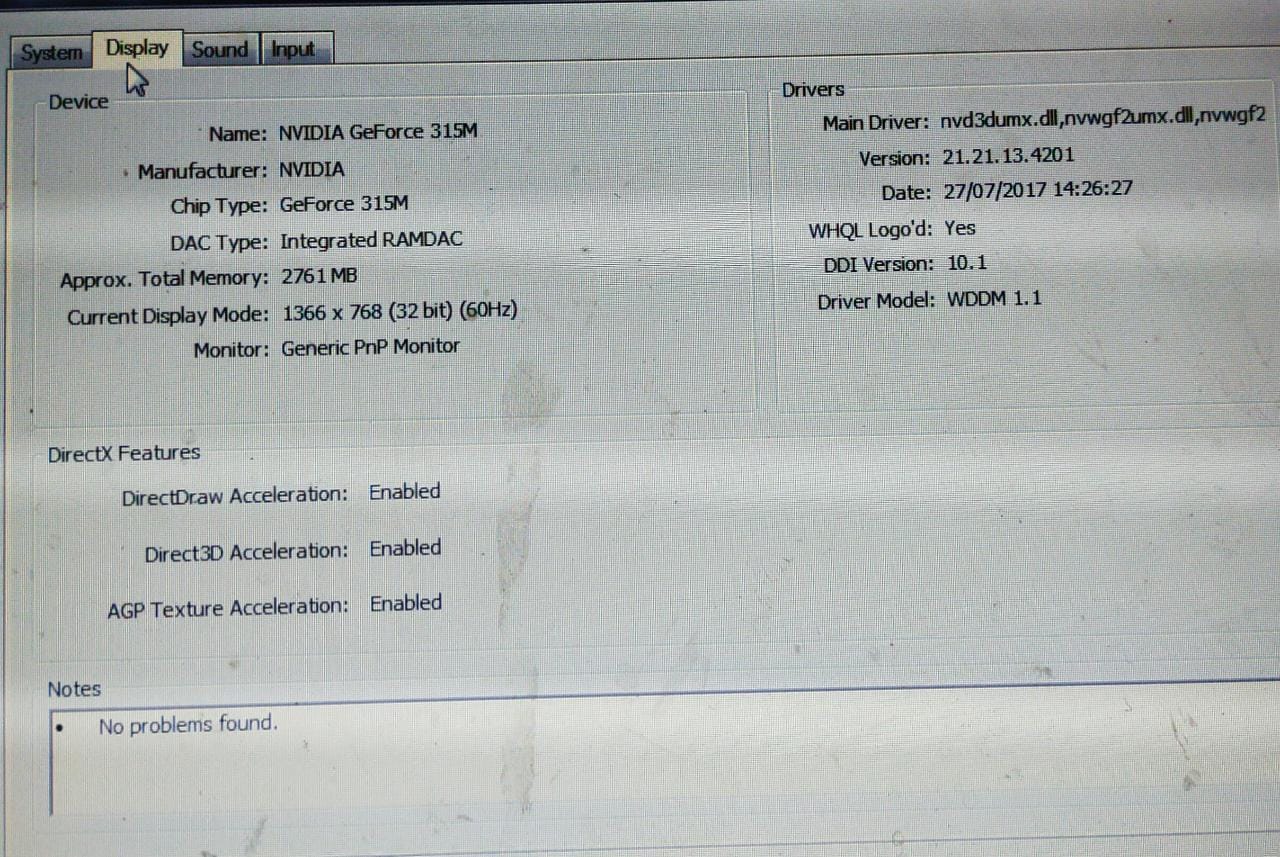 System Display Sound Input
Device
Name: NVIDIA GeForce 315M
Manufacturer: NVIDIA
Chip Type: GeForce 315M
DAC Type: Integrated RAMDAC
Approx. Total Memory: 2761 MB
Current Display Mode: 1366 x 768 (32 bit) (60Hz)
Monitor: Generic PnP Monitor
Drivers
Main Driver: nvd3dumx.dll,nvwgf2umx.dll,nvwgf2
Version: 21.21.13.4201
Date: 27/07/2017 14:26:27
WHQL Logo'd: Yes
DDI Version: 10.1
Driver Model: WDDM 1.1
DirectX Features
DirectDraw Acceleration: Enabled
Direct3D Acceleration: Enabled
AGP Texture Acceleration: Enabled
Notes
• No problems found.